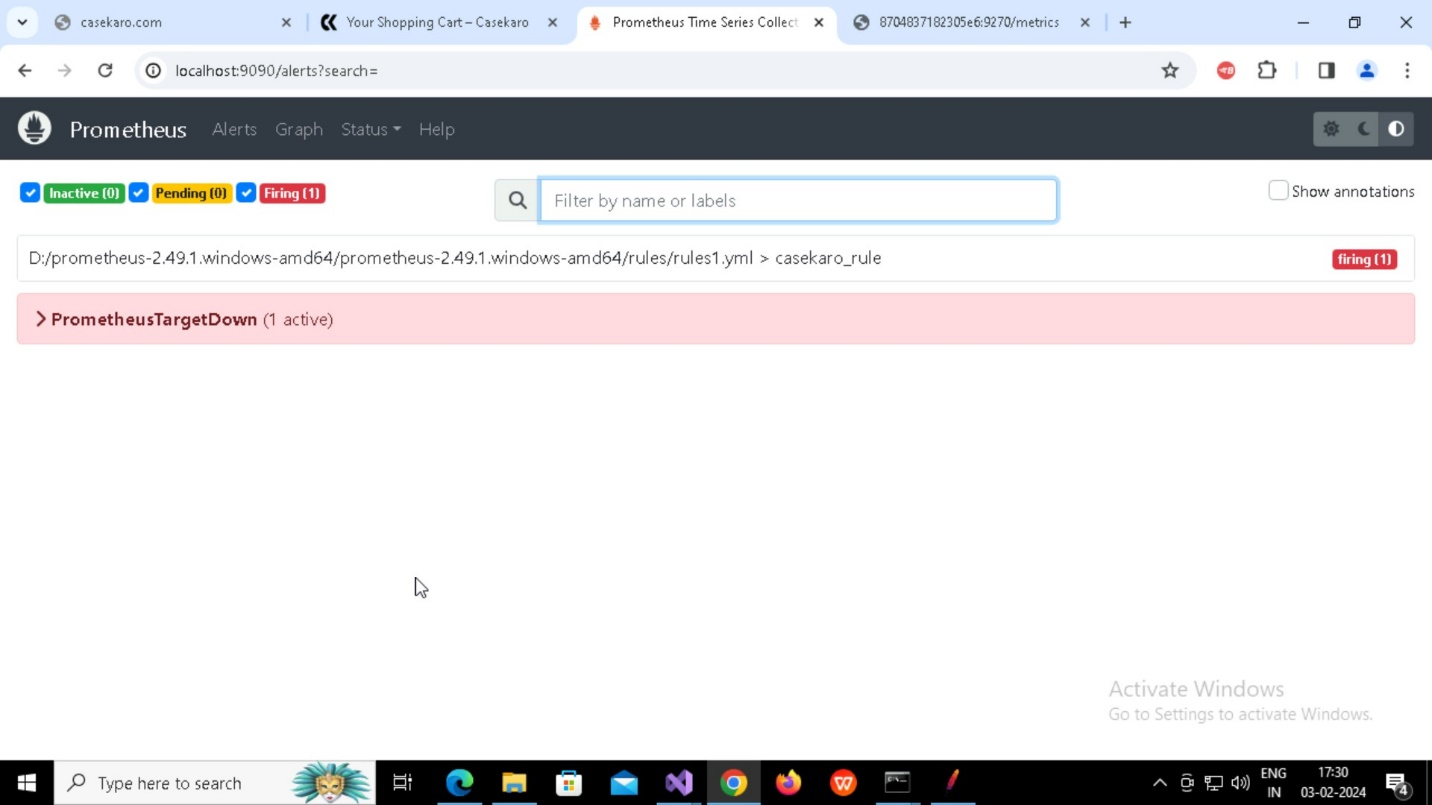 casekaro.com
Your Shopping Cart – Casekaro
Prometheus Time Series Collect
8704837182305e6:9270/metrics
localhost:9090/alerts?search=
Prometheus Alerts Graph Status Help
Inactive (0) Pending (0) Firing (1)
Filter by name or labels
Show annotations
D:/prometheus-2.49.1.windows-amd64/prometheus-2.49.1.windows-amd64/rules/rules1.yml > casekaro_rule
firing (1)
PrometheusTargetDown (1 active)
Activate Windows
Go to Settings to activate Windows.
Type here to search
ENG
IN
17:30
03-02-2024
4